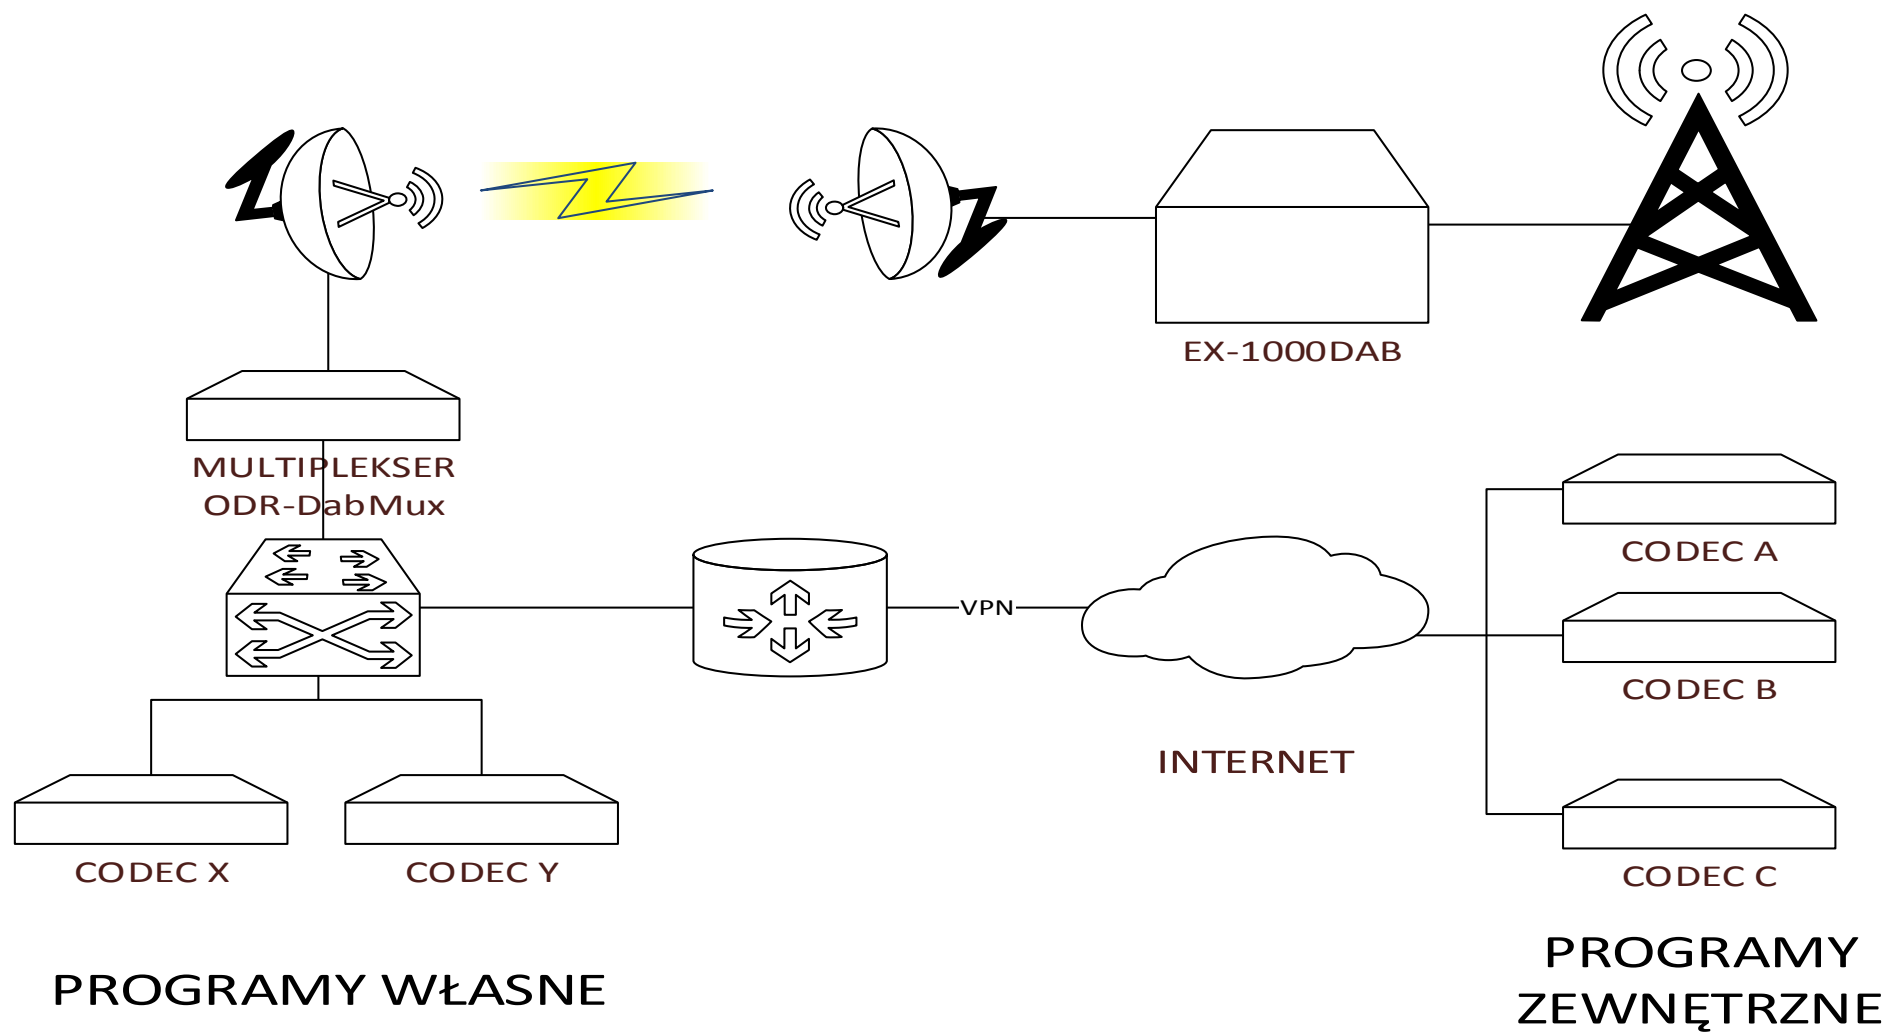 EX-1000DAB
MULTIPLEKSER
ODR-DabMux
CODEC A
VPN
CODEC B
INTERNET
CODEC X
CODEC Y
CODEC C
PROGRAMY WŁASNE
PROGRAMY
ZEWNĘTRZNE